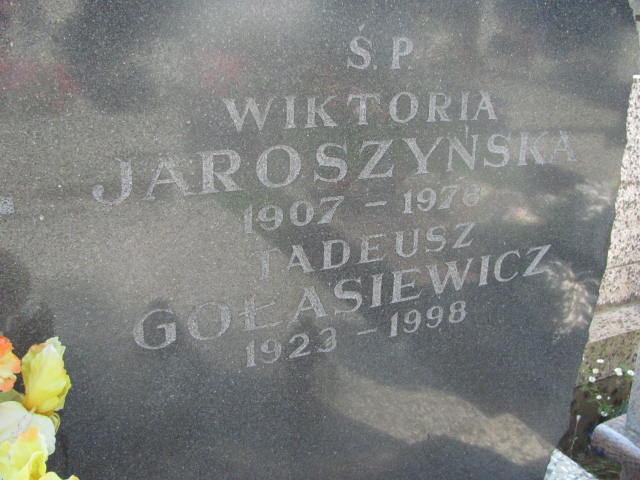 Ś.P.
WIKTORIA
JAROSZYŃSKA
1907 - 1978
TADEUSZ
GOŁASIEWICZ
1923 - 1998